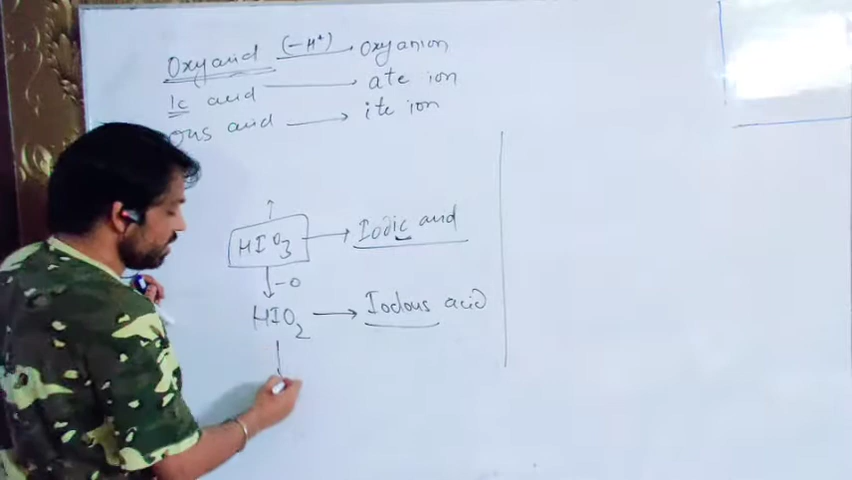 Oxyacid (-H⁺) → oxyanion
Ic acid → ate ion
ous acid → ite ion
↑
HIO₃ → Iodic acid
↓ -O
HIO₂ → Iodous acid